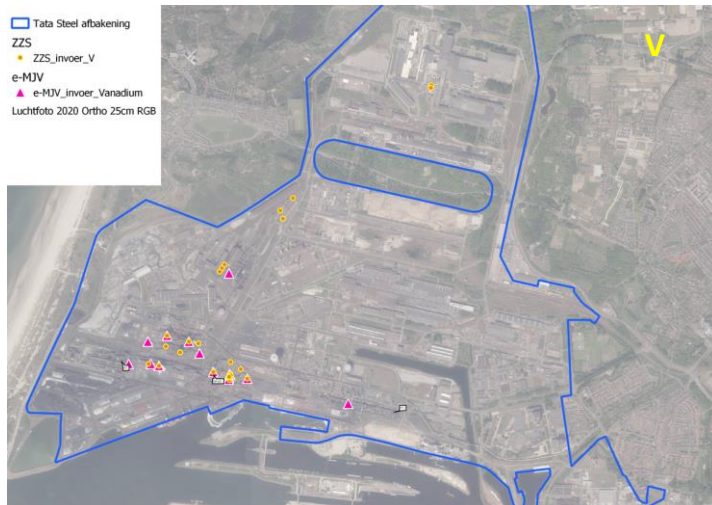 Tata Steel afbakening
ZZS
ZZS_invoer_V
e-MJV
e-MJV_invoer_Vanadium
Luchtfoto 2020 Ortho 25cm RGB
V